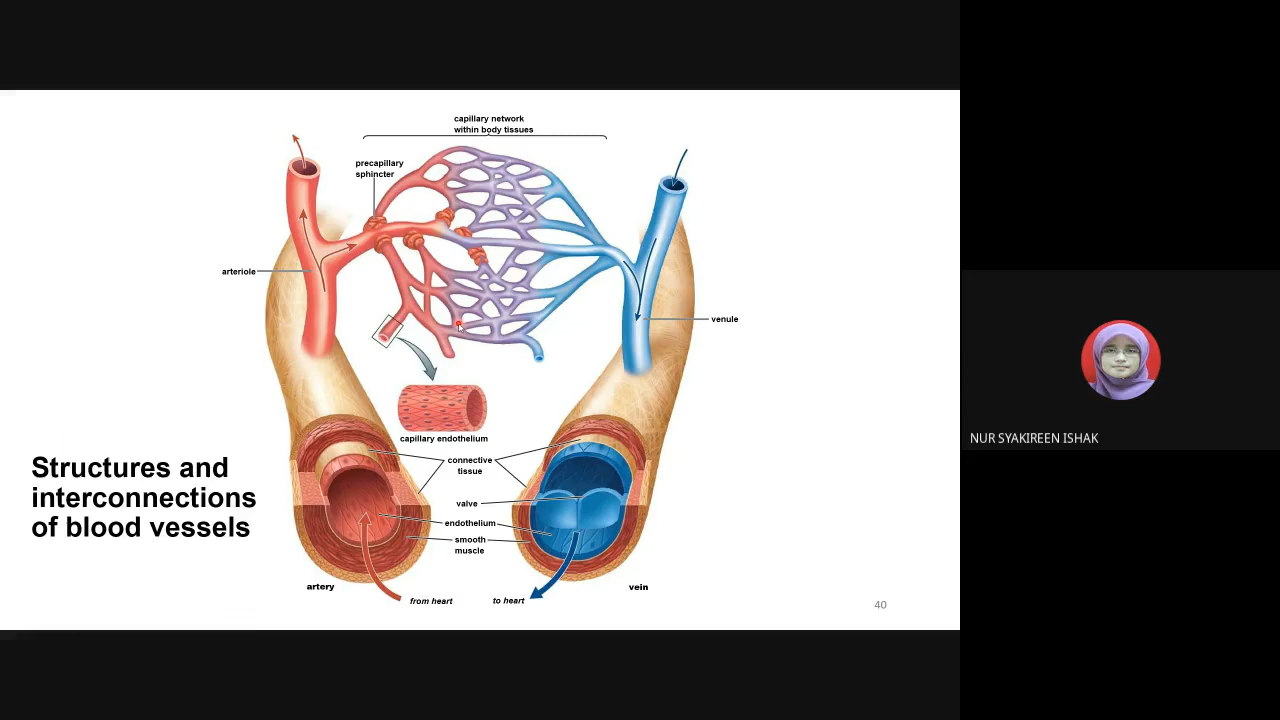 capillary network
within body tissues
precapillary
sphincter
arteriole
venule
capillary endothelium
connective
tissue
valve
endothelium
smooth
muscle
Structures and
interconnections
of blood vessels
artery
vein
from heart
to heart
40
NUR SYAKIREEN ISHAK